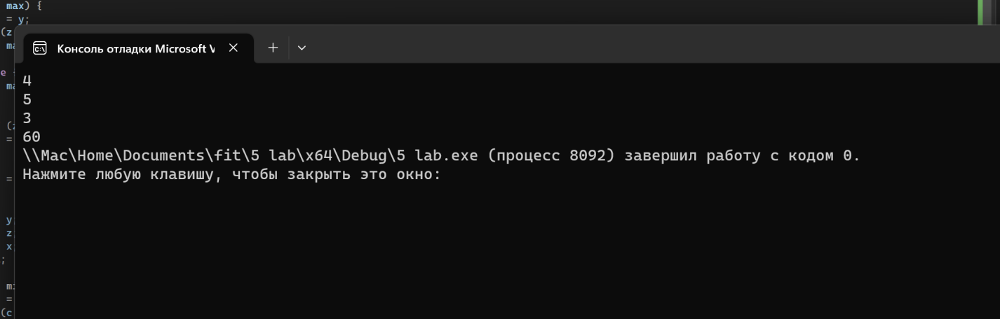 max) {
= y;
(z
Консоль отладки Microsoft V
4
5
3
60
\\Mac\Home\Documents\fit\5 lab\x64\Debug\5 lab.exe (процесс 8092) завершил работу с кодом 0.
Нажмите любую клавишу, чтобы закрыть это окно:
e
=
=
y
z
x
;
=
(c